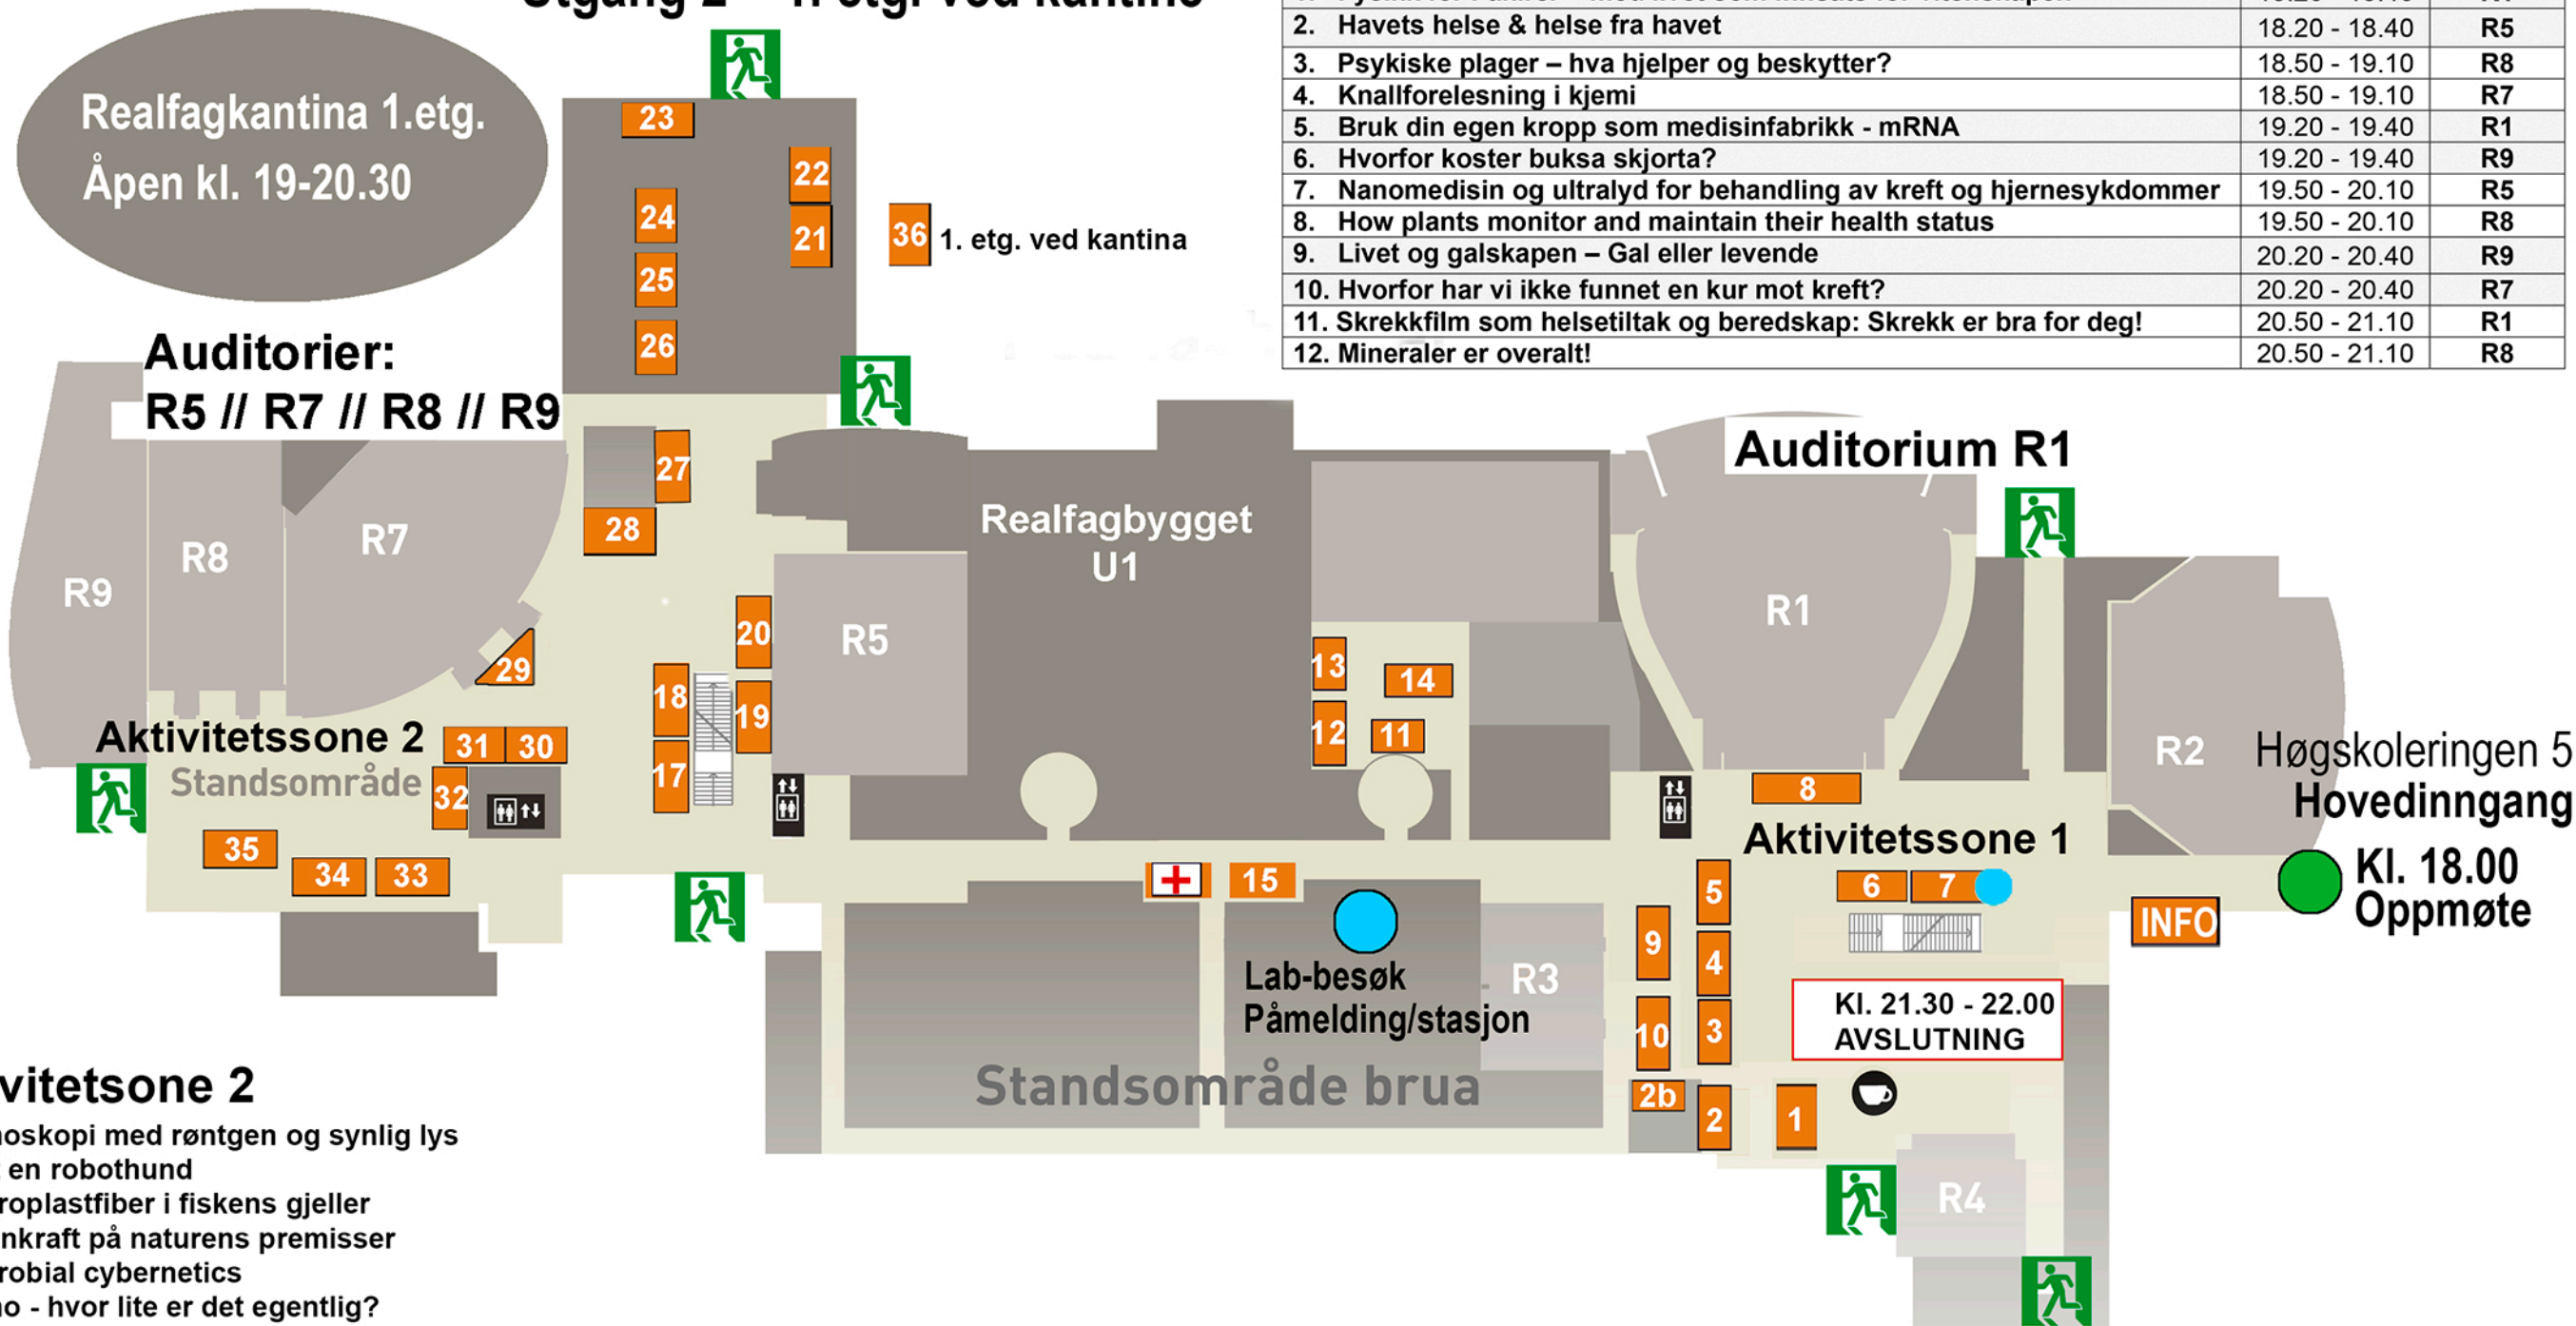 Utgang 2 - 1. etg. ved kantine
Realfagkantina 1.etg.
Åpen kl. 19-20.30
2. Havets helse & helse fra havet 18.20 - 18.40 R5
3. Psykiske plager – hva hjelper og beskytter? 18.50 - 19.10 R8
4. Knallforelesning i kjemi 18.50 - 19.10 R7
5. Bruk din egen kropp som medisinfabrikk - mRNA 19.20 - 19.40 R1
6. Hvorfor koster buksa skjorta? 19.20 - 19.40 R9
7. Nanomedisin og ultralyd for behandling av kreft og hjernesykdommer 19.50 - 20.10 R5
8. How plants monitor and maintain their health status 19.50 - 20.10 R8
9. Livet og galskapen – Gal eller levende 20.20 - 20.40 R9
10. Hvorfor har vi ikke funnet en kur mot kreft? 20.20 - 20.40 R7
11. Skrekkfilm som helsetiltak og beredskap: Skrekk er bra for deg! 20.50 - 21.10 R1
12. Mineraler er overalt! 20.50 - 21.10 R8
23
22
24
21
36 1. etg. ved kantina
25
26
Auditorier:
R5 // R7 // R8 // R9
27
28
R7
R8
R9
Realfagbygget
U1
Auditorium R1
R1
R5
20
29
18
19
17
13
14
12
11
R2
Høgskoleringen 5
Hovedinngang
Kl. 18.00
Oppmøte
Aktivitetssone 2
Standsområde
31
30
32
35
34
33
8
Aktivitetssone 1
15
5
6
7
INFO
9
4
Lab-besøk
Påmelding/stasjon
R3
10
3
Kl. 21.30 - 22.00
AVSLUTNING
Standsområde brua
2b
2
1
R4
vitetsone 2
oskopi med røntgen og synlig lys
en robothund
roplastfiber i fiskens gjeller
nkraft på naturens premisser
robial cybernetics
no - hvor lite er det egentlig?